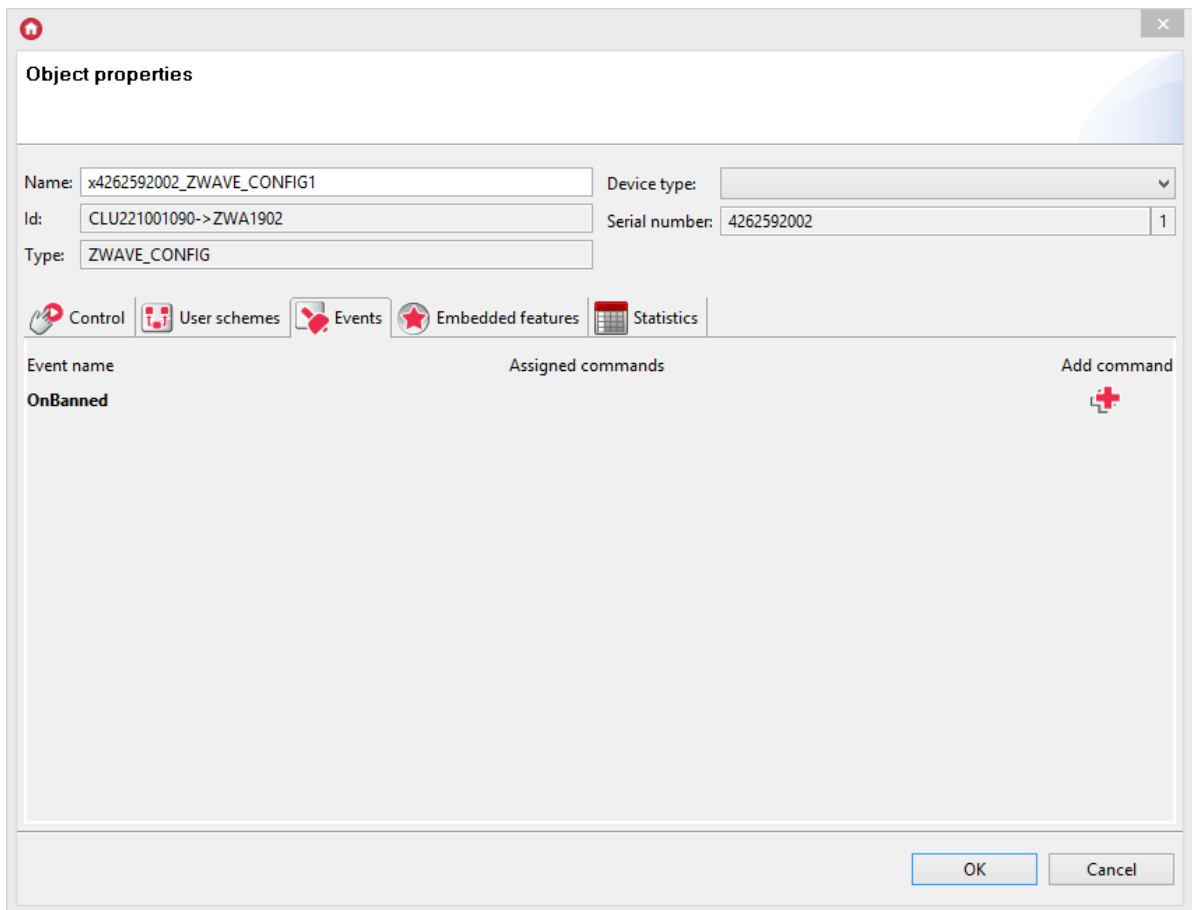 Object properties
Name: x4262592002_ZWAVE_CONFIG1 Device type:
Id: CLU221001090->ZWA1902 Serial number: 4262592002 1
Type: ZWAVE_CONFIG
Control User schemes Events Embedded features Statistics
Event name Assigned commands Add command
OnBanned
OK Cancel